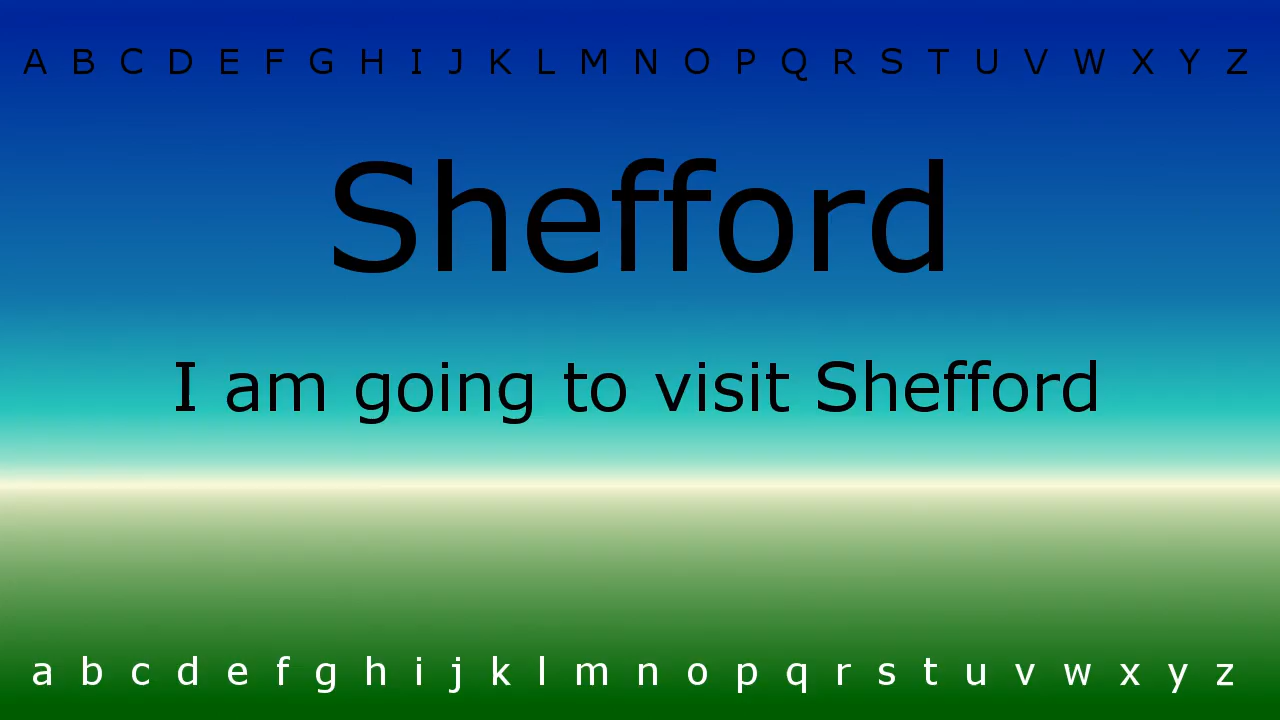 A B C D E F G H I J K L M N O P Q R S T U V W X Y Z
Shefford
I am going to visit Shefford
a b c d e f g h i j k l m n o p q r s t u v w x y z